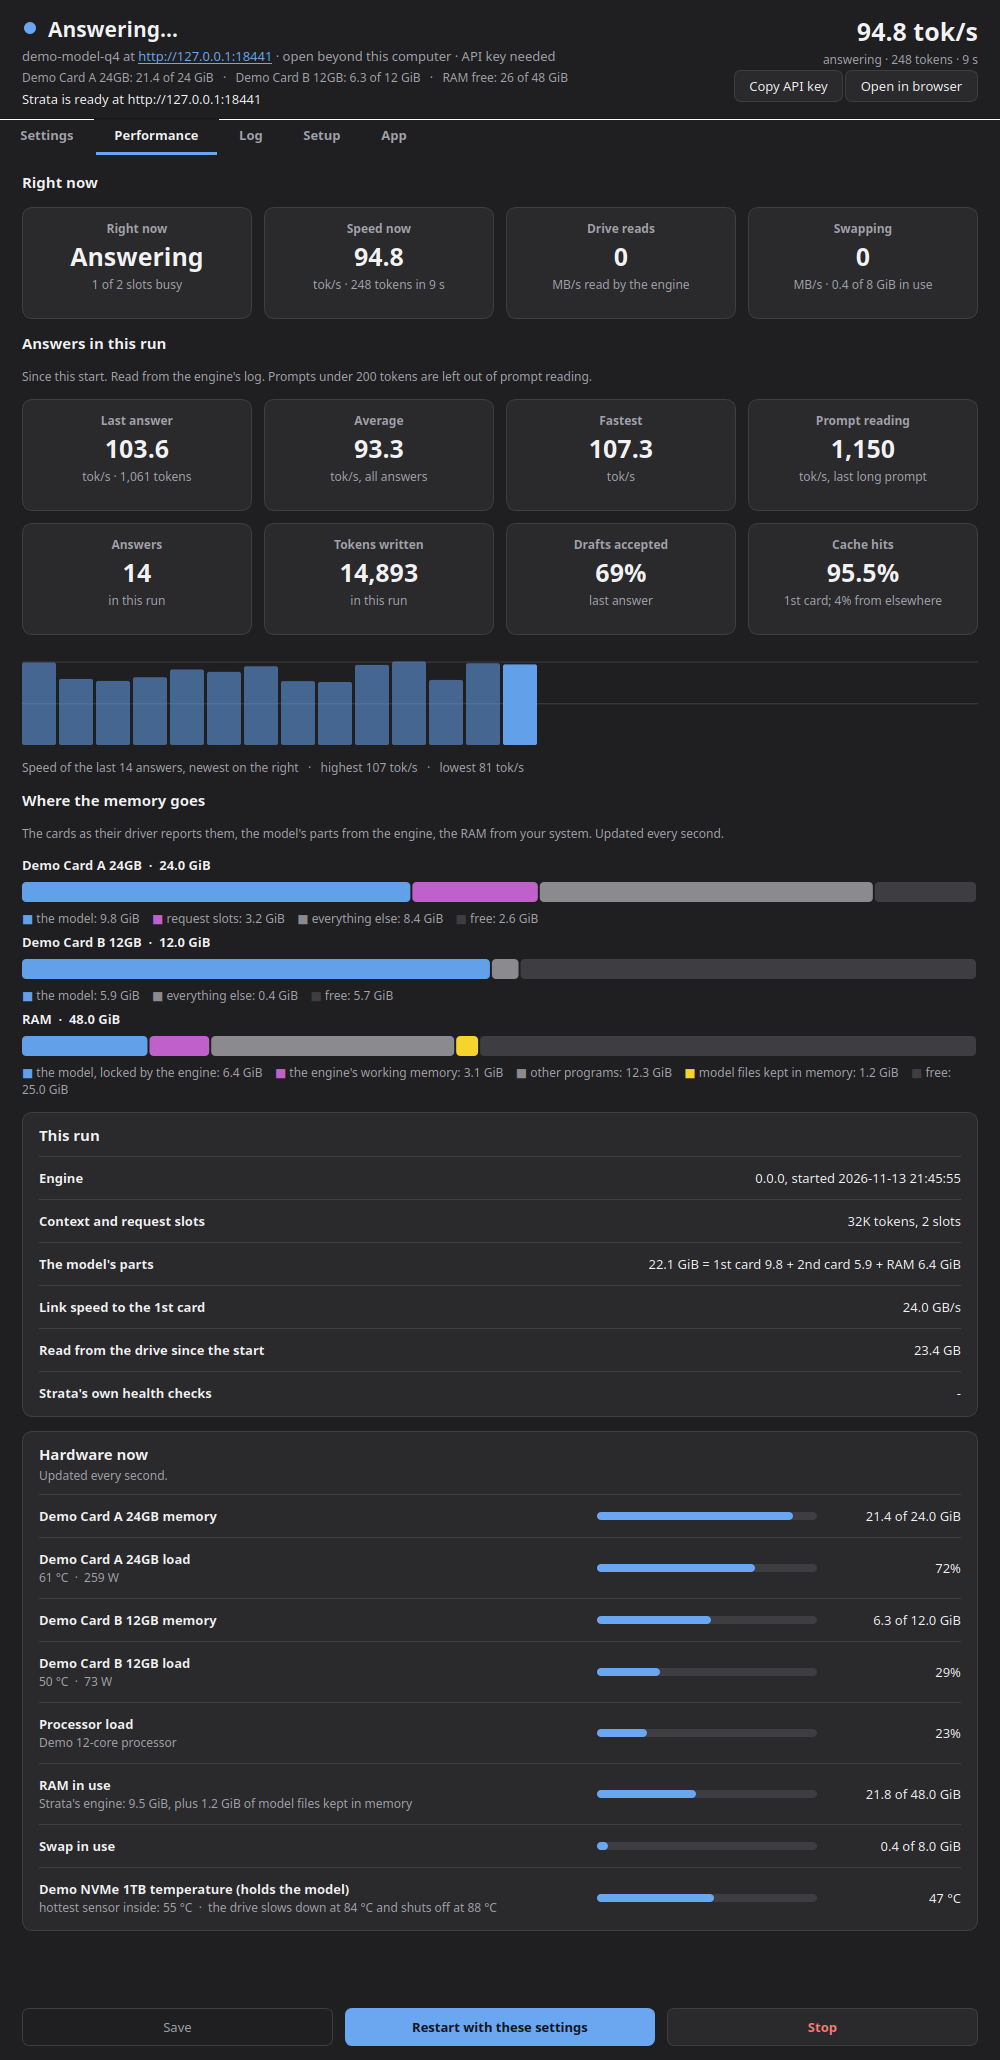 Answering...
94.8 tok/s
demo-model-q4 at http://127.0.0.1:18441 · open beyond this computer · API key needed
answering · 248 tokens · 9 s
Demo Card A 24GB: 21.4 of 24 GiB · Demo Card B 12GB: 6.3 of 12 GiB · RAM free: 26 of 48 GiB
Copy API key
Open in browser
Strata is ready at http://127.0.0.1:18441
Settings
Performance
Log
Setup
App
Right now
Right now
Answering
1 of 2 slots busy
Speed now
94.8
tok/s · 248 tokens in 9 s
Drive reads
0
MB/s read by the engine
Swapping
0
MB/s · 0.4 of 8 GiB in use
Answers in this run
Since this start. Read from the engine's log. Prompts under 200 tokens are left out of prompt reading.
Last answer
103.6
tok/s · 1,061 tokens
Average
93.3
tok/s, all answers
Fastest
107.3
tok/s
Prompt reading
1,150
tok/s, last long prompt
Answers
14
in this run
Tokens written
14,893
in this run
Drafts accepted
69%
last answer
Cache hits
95.5%
1st card; 4% from elsewhere
Speed of the last 14 answers, newest on the right · highest 107 tok/s · lowest 81 tok/s
Where the memory goes
The cards as their driver reports them, the model's parts from the engine, the RAM from your system. Updated every second.
Demo Card A 24GB · 24.0 GiB
the model: 9.8 GiB
request slots: 3.2 GiB
everything else: 8.4 GiB
free: 2.6 GiB
Demo Card B 12GB · 12.0 GiB
the model: 5.9 GiB
everything else: 0.4 GiB
free: 5.7 GiB
RAM · 48.0 GiB
the model, locked by the engine: 6.4 GiB
the engine's working memory: 3.1 GiB
other programs: 12.3 GiB
model files kept in memory: 1.2 GiB
free:
25.0 GiB
This run
Engine
0.0.0, started 2026-11-13 21:45:55
Context and request slots
32K tokens, 2 slots
The model's parts
22.1 GiB = 1st card 9.8 + 2nd card 5.9 + RAM 6.4 GiB
Link speed to the 1st card
24.0 GB/s
Read from the drive since the start
23.4 GB
Strata's own health checks
-
Hardware now
Updated every second.
Demo Card A 24GB memory
21.4 of 24.0 GiB
Demo Card A 24GB load
61 °C · 259 W
72%
Demo Card B 12GB memory
6.3 of 12.0 GiB
Demo Card B 12GB load
50 °C · 73 W
29%
Processor load
Demo 12-core processor
23%
RAM in use
Strata's engine: 9.5 GiB, plus 1.2 GiB of model files kept in memory
21.8 of 48.0 GiB
Swap in use
0.4 of 8.0 GiB
Demo NVMe 1TB temperature (holds the model)
hottest sensor inside: 55 °C · the drive slows down at 84 °C and shuts off at 88 °C
47 °C
Save
Restart with these settings
Stop